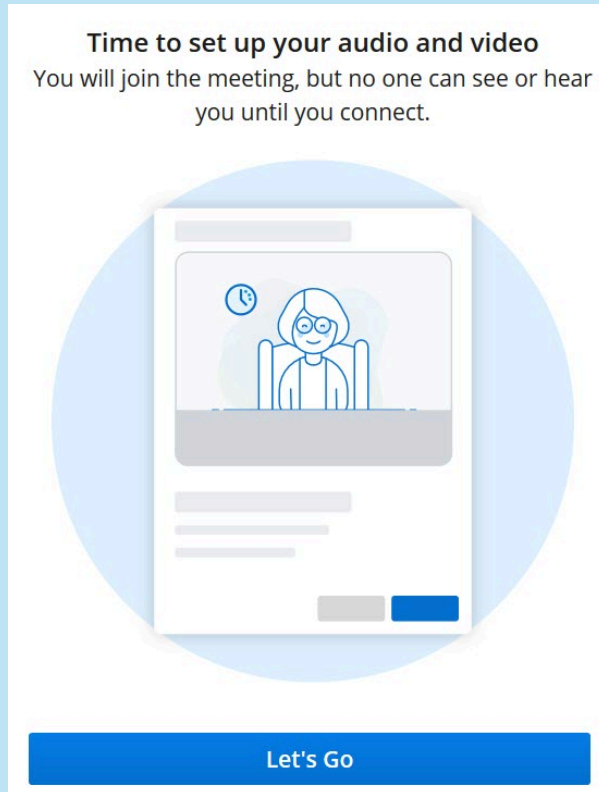 Time to set up your audio and video
You will join the meeting, but no one can see or hear
you until you connect.
Let's Go